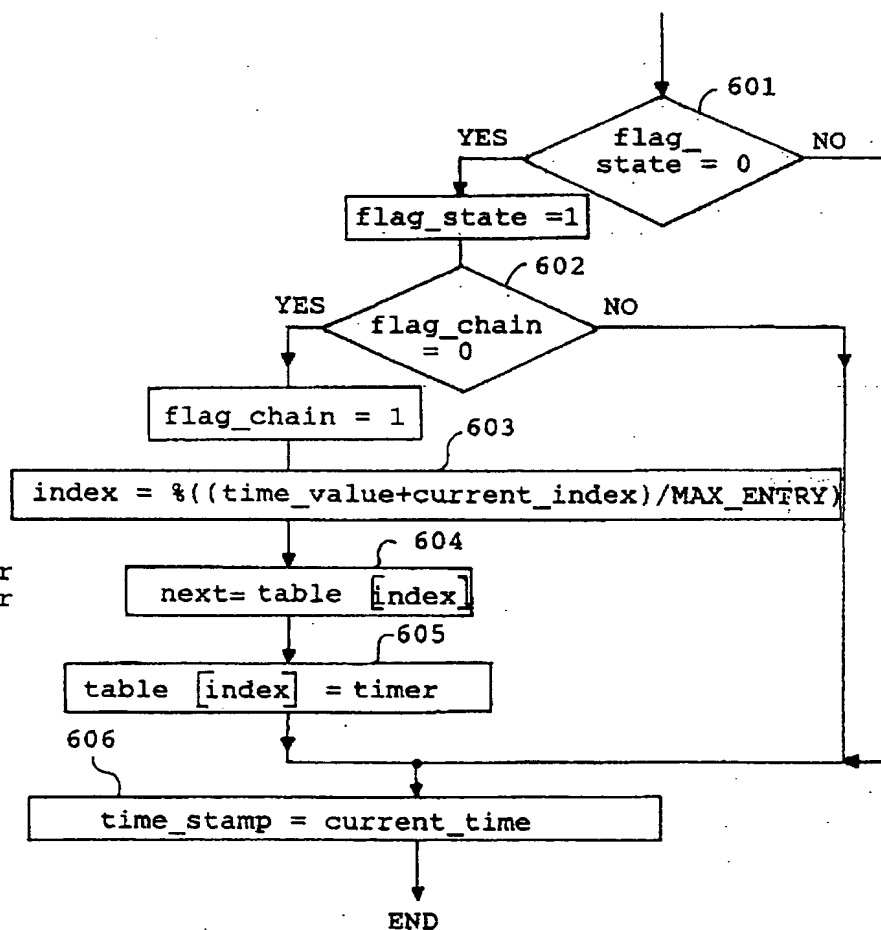 601
YES
flag_
state = 0
NO
flag_state =1
602
YES
flag_chain
= 0
NO
flag_chain = 1
603
index = %((time_value+current_index)/MAX_ENTRY)
604
r
r
next= table [index]
605
table [index] = timer
606
time_stamp = current_time
END